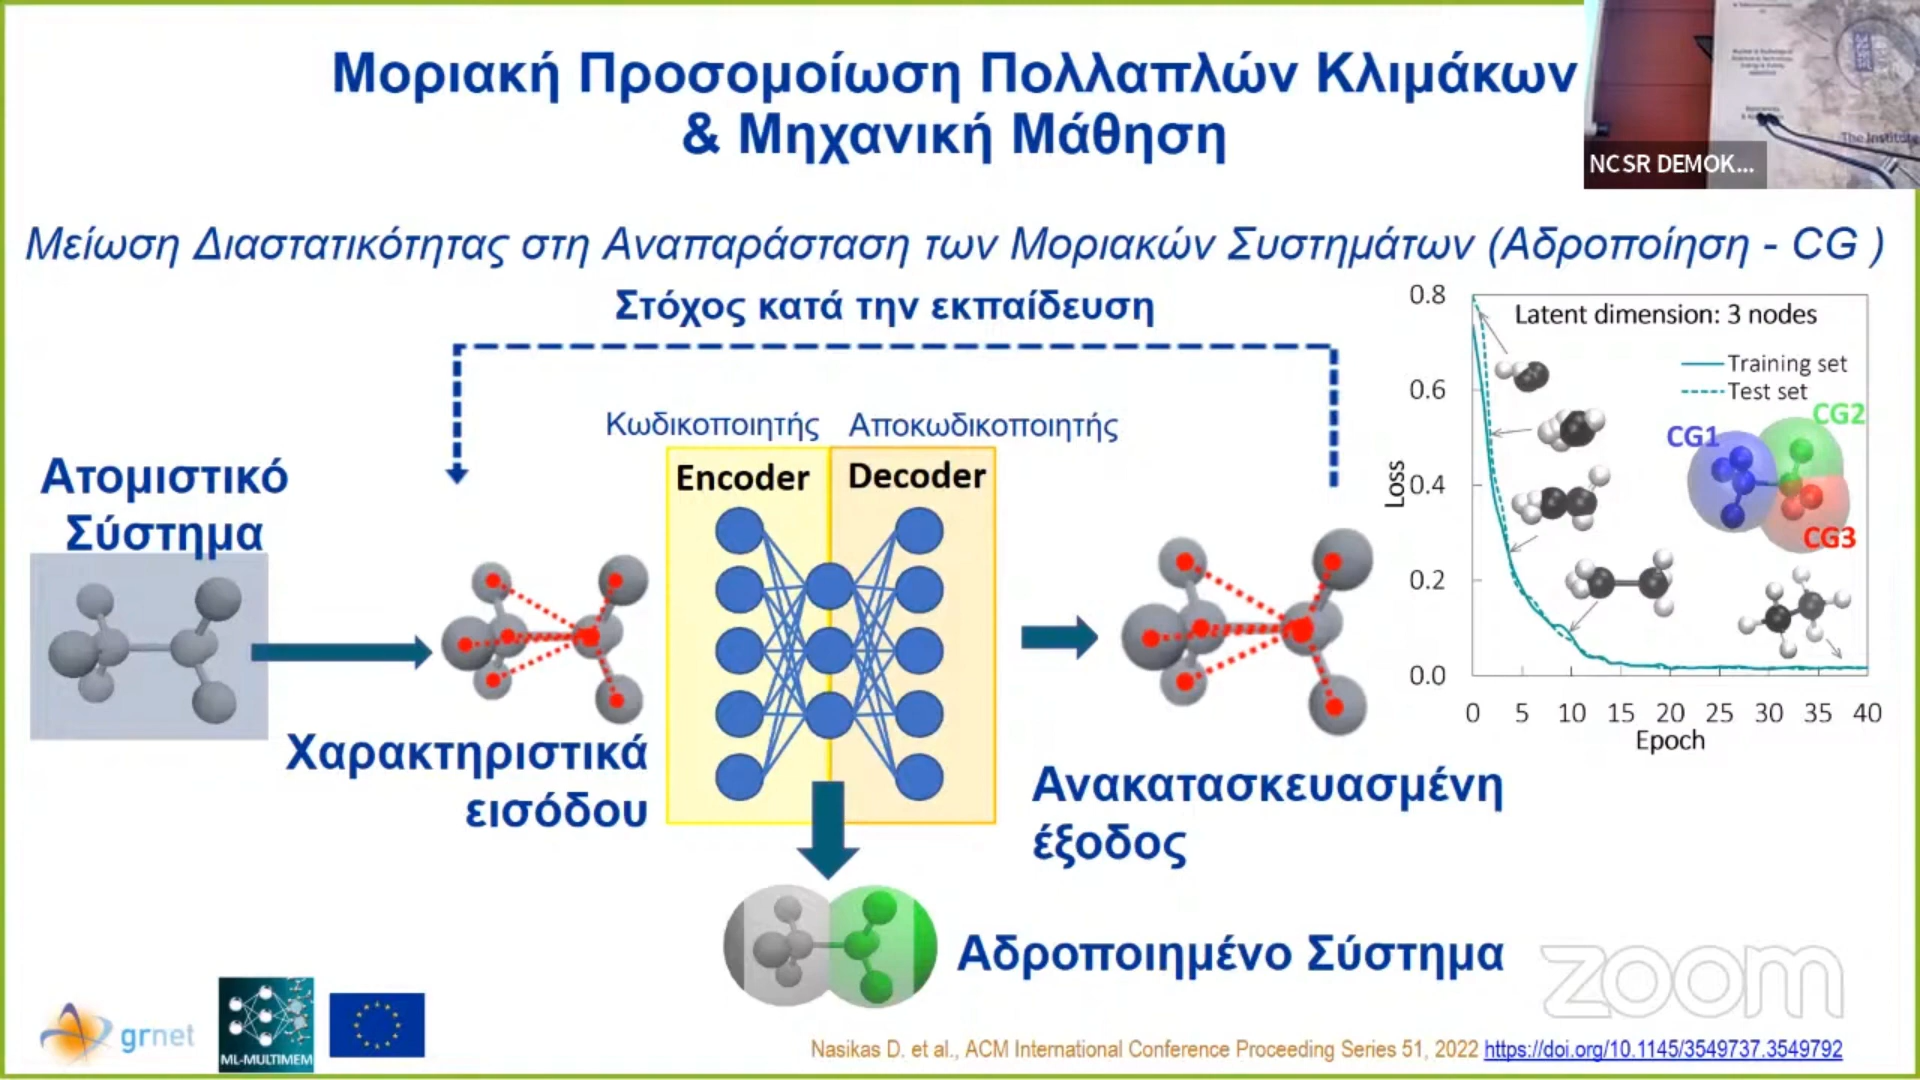 Μοριακή Προσομοίωση Πολλαπλών Κλιμάκων
& Μηχανική Μάθηση
NCSR DEMOK...
The Institute
Μείωση Διαστατικότητας στη Αναπαράσταση των Μοριακών Συστημάτων (Αδροποίηση - CG )
Στόχος κατά την εκπαίδευση
Κωδικοποιητής
Αποκωδικοποιητής
Encoder
Decoder
Ατομιστικό
Σύστημα
Χαρακτηριστικά
εισόδου
Ανακατασκευασμένη
έξοδος
Αδροποιημένο Σύστημα
Latent dimension: 3 nodes
Training set
Test set
CG1
CG2
CG3
Loss
0.8
0.6
0.4
0.2
0.0
0 5 10 15 20 25 30 35 40
Epoch
zoom
grnet
ML-MULTIMEM
Nasikas D. et al., ACM International Conference Proceeding Series 51, 2022 https://doi.org/10.1145/3549737.3549792